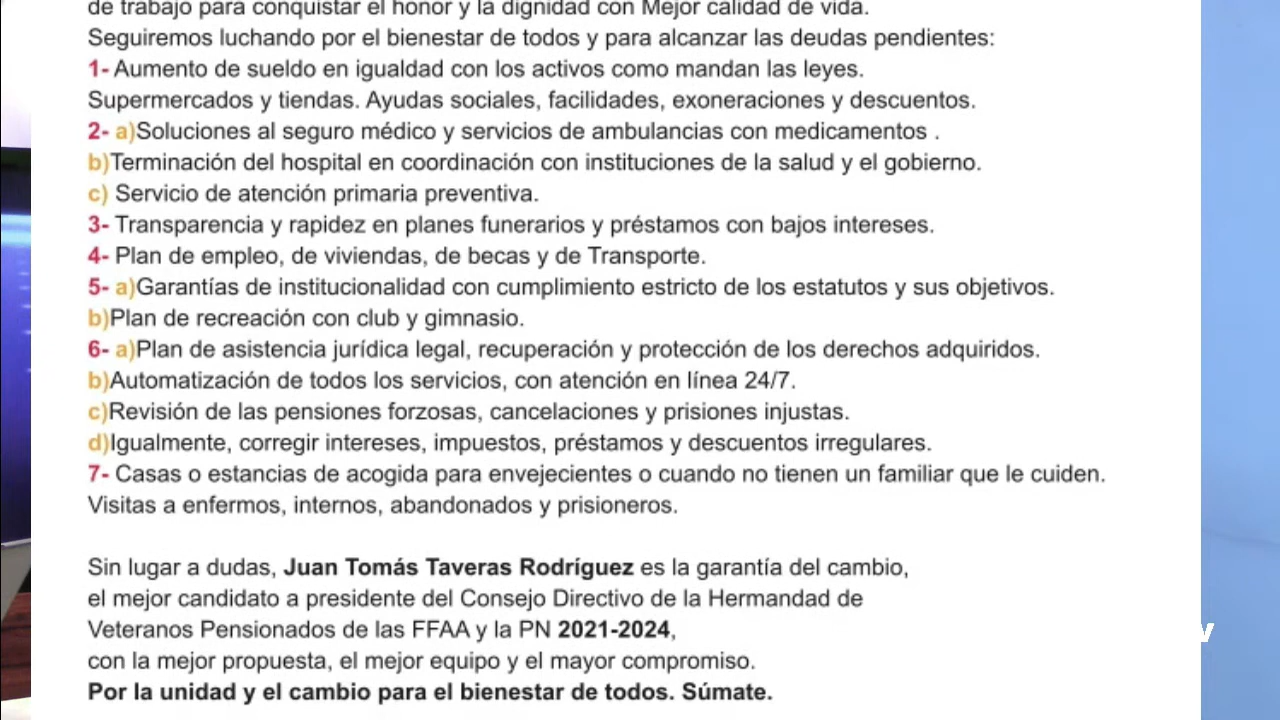 de trabajo para conquistar el honor y la dignidad con Mejor calidad de vida.
Seguiremos luchando por el bienestar de todos y para alcanzar las deudas pendientes:
1- Aumento de sueldo en igualdad con los activos como mandan las leyes.
Supermercados y tiendas. Ayudas sociales, facilidades, exoneraciones y descuentos.
2- a)Soluciones al seguro médico y servicios de ambulancias con medicamentos .
b)Terminación del hospital en coordinación con instituciones de la salud y el gobierno.
c) Servicio de atención primaria preventiva.
3- Transparencia y rapidez en planes funerarios y préstamos con bajos intereses.
4- Plan de empleo, de viviendas, de becas y de Transporte.
5- a)Garantías de institucionalidad con cumplimiento estricto de los estatutos y sus objetivos.
b)Plan de recreación con club y gimnasio.
6- a)Plan de asistencia jurídica legal, recuperación y protección de los derechos adquiridos.
b)Automatización de todos los servicios, con atención en línea 24/7.
c)Revisión de las pensiones forzosas, cancelaciones y prisiones injustas.
d)Igualmente, corregir intereses, impuestos, préstamos y descuentos irregulares.
7- Casas o estancias de acogida para envejecientes o cuando no tienen un familiar que le cuiden.
Visitas a enfermos, internos, abandonados y prisioneros.
Sin lugar a dudas, Juan Tomás Taveras Rodríguez es la garantía del cambio,
el mejor candidato a presidente del Consejo Directivo de la Hermandad de
Veteranos Pensionados de las FFAA y la PN 2021-2024,
con la mejor propuesta, el mejor equipo y el mayor compromiso.
Por la unidad y el cambio para el bienestar de todos. Súmate.